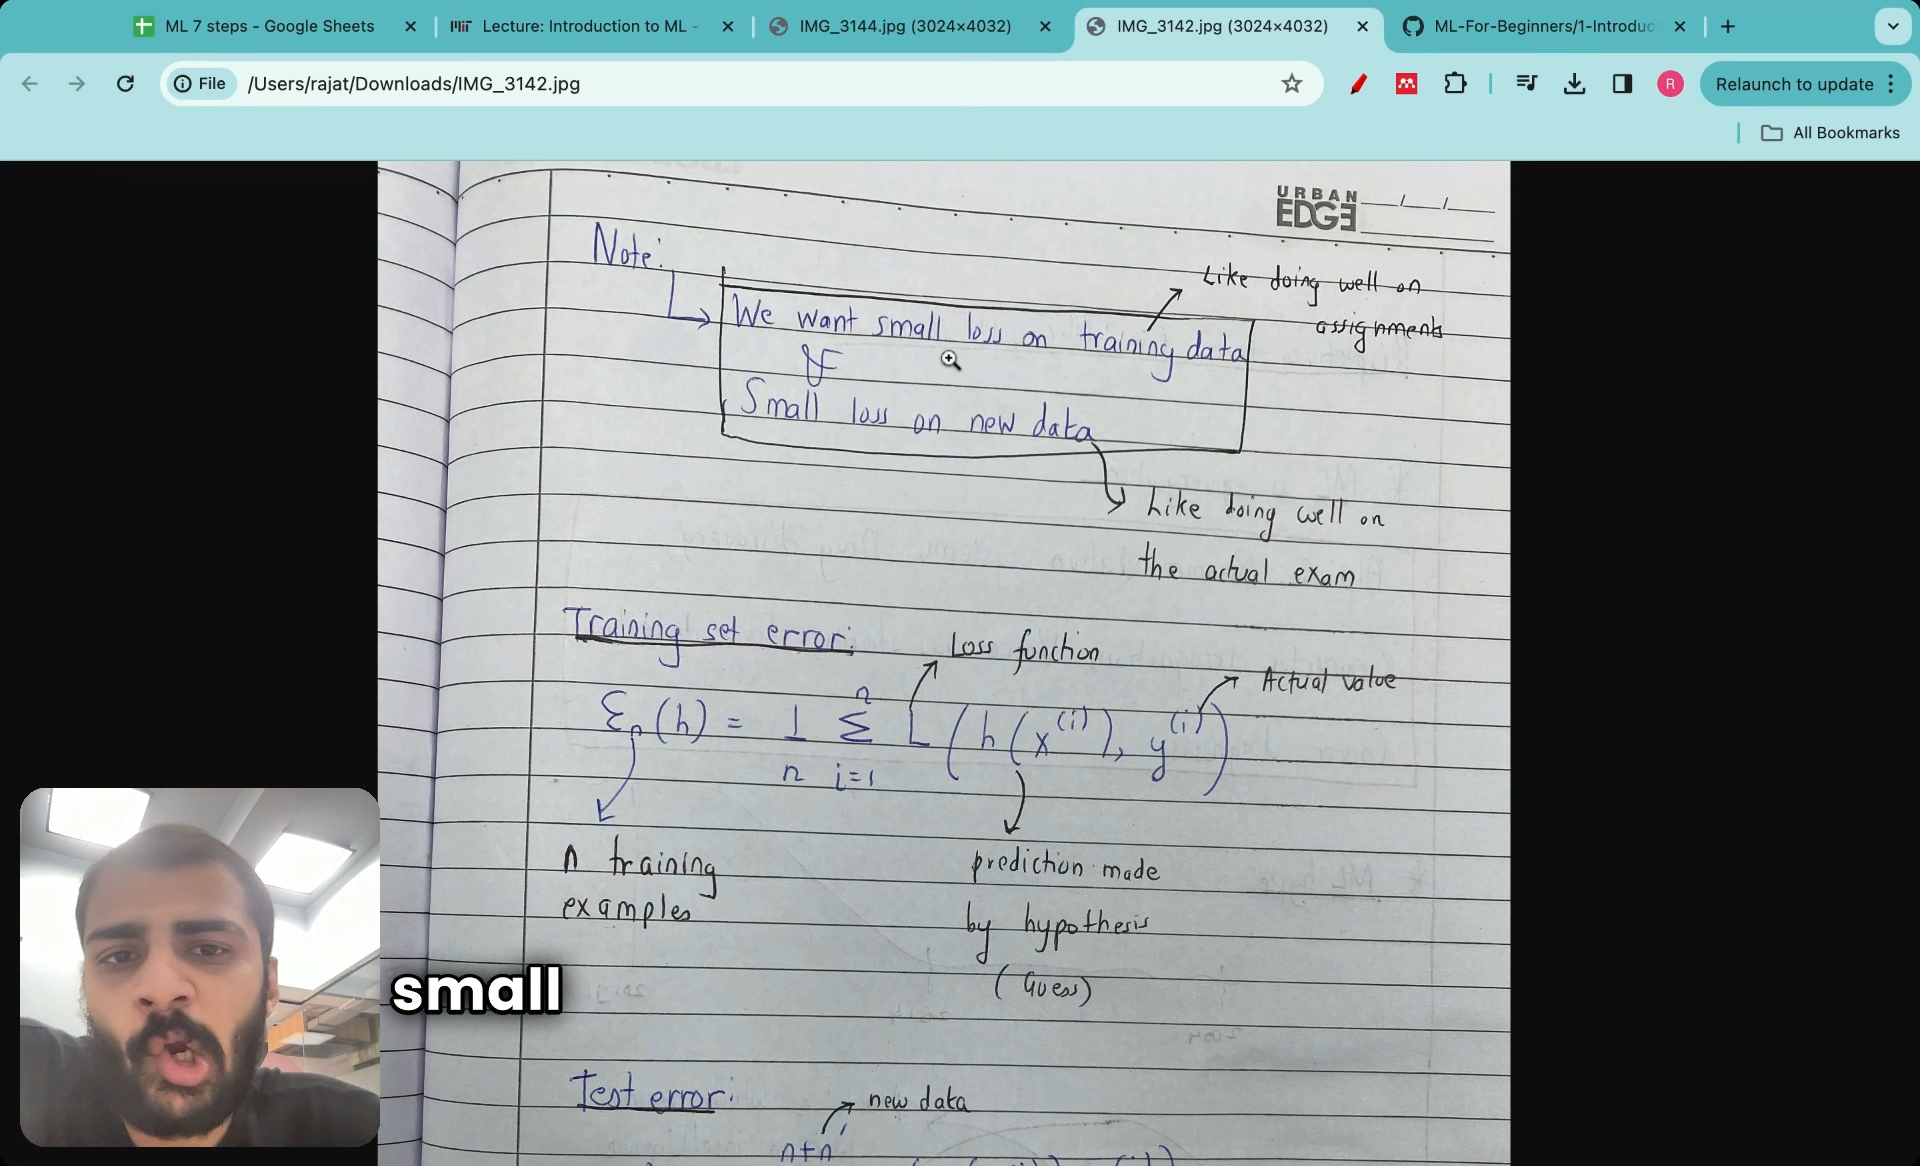 ML 7 steps - Google Sheets
MIT Lecture: Introduction to ML -
IMG_3144.jpg (3024×4032)
IMG_3142.jpg (3024×4032)
ML-For-Beginners/1-Introduc
File /Users/rajat/Downloads/IMG_3142.jpg
R
Relaunch to update
All Bookmarks
URBAN
EDGE
Note:
We want small loss on training data
&
Small loss on new data
Like doing well on
assignments
Like doing well on
the actual exam
Training set error:
Loss function
Actual value
Ɛn (h) = 1/n Σ i=1 n L ( h ( x(i) ), y(i) )
n training
examples
prediction made
by hypothesis
(Guess)
small
Test error:
new data
n+n'